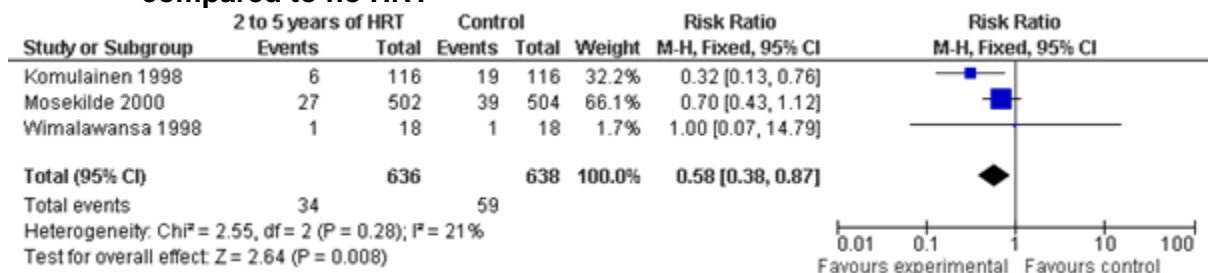 compared to no HRT
2 to 5 years of HRT Control Risk Ratio Risk Ratio
Study or Subgroup Events Total Events Total Weight M-H, Fixed, 95% CI M-H, Fixed, 95% CI
Komulainen 1998 6 116 19 116 32.2% 0.32 [0.13, 0.76]
Mosekilde 2000 27 502 39 504 66.1% 0.70 [0.43, 1.12]
Wimalawansa 1998 1 18 1 18 1.7% 1.00 [0.07, 14.79]
Total (95% CI) 636 638 100.0% 0.58 [0.38, 0.87]
Total events 34 59
Heterogeneity: Chi² = 2.55, df = 2 (P = 0.28); I² = 21%
Test for overall effect: Z = 2.64 (P = 0.008)
0.01 0.1 1 10 100
Favours experimental Favours control